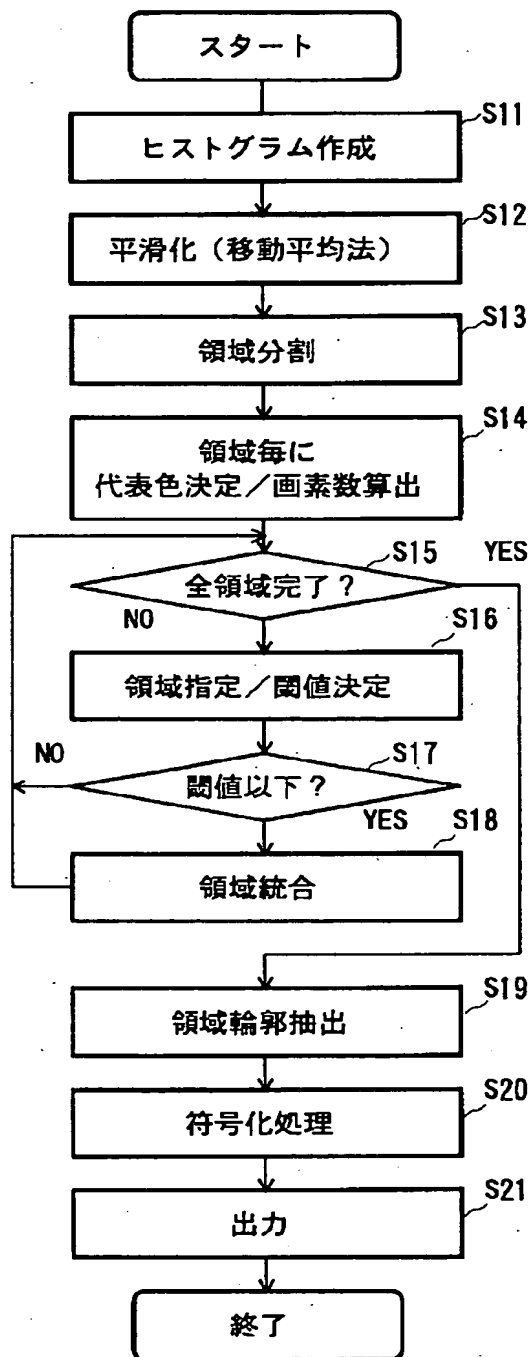 スタート
S11
ヒストグラム作成
S12
平滑化（移動平均法）
S13
領域分割
S14
領域毎に
代表色決定／画素数算出
S15
YES
全領域完了？
NO
S16
領域指定／閾値決定
S17
NO
閾値以下？
YES
S18
領域統合
S19
領域輪郭抽出
S20
符号化処理
S21
出力
終了